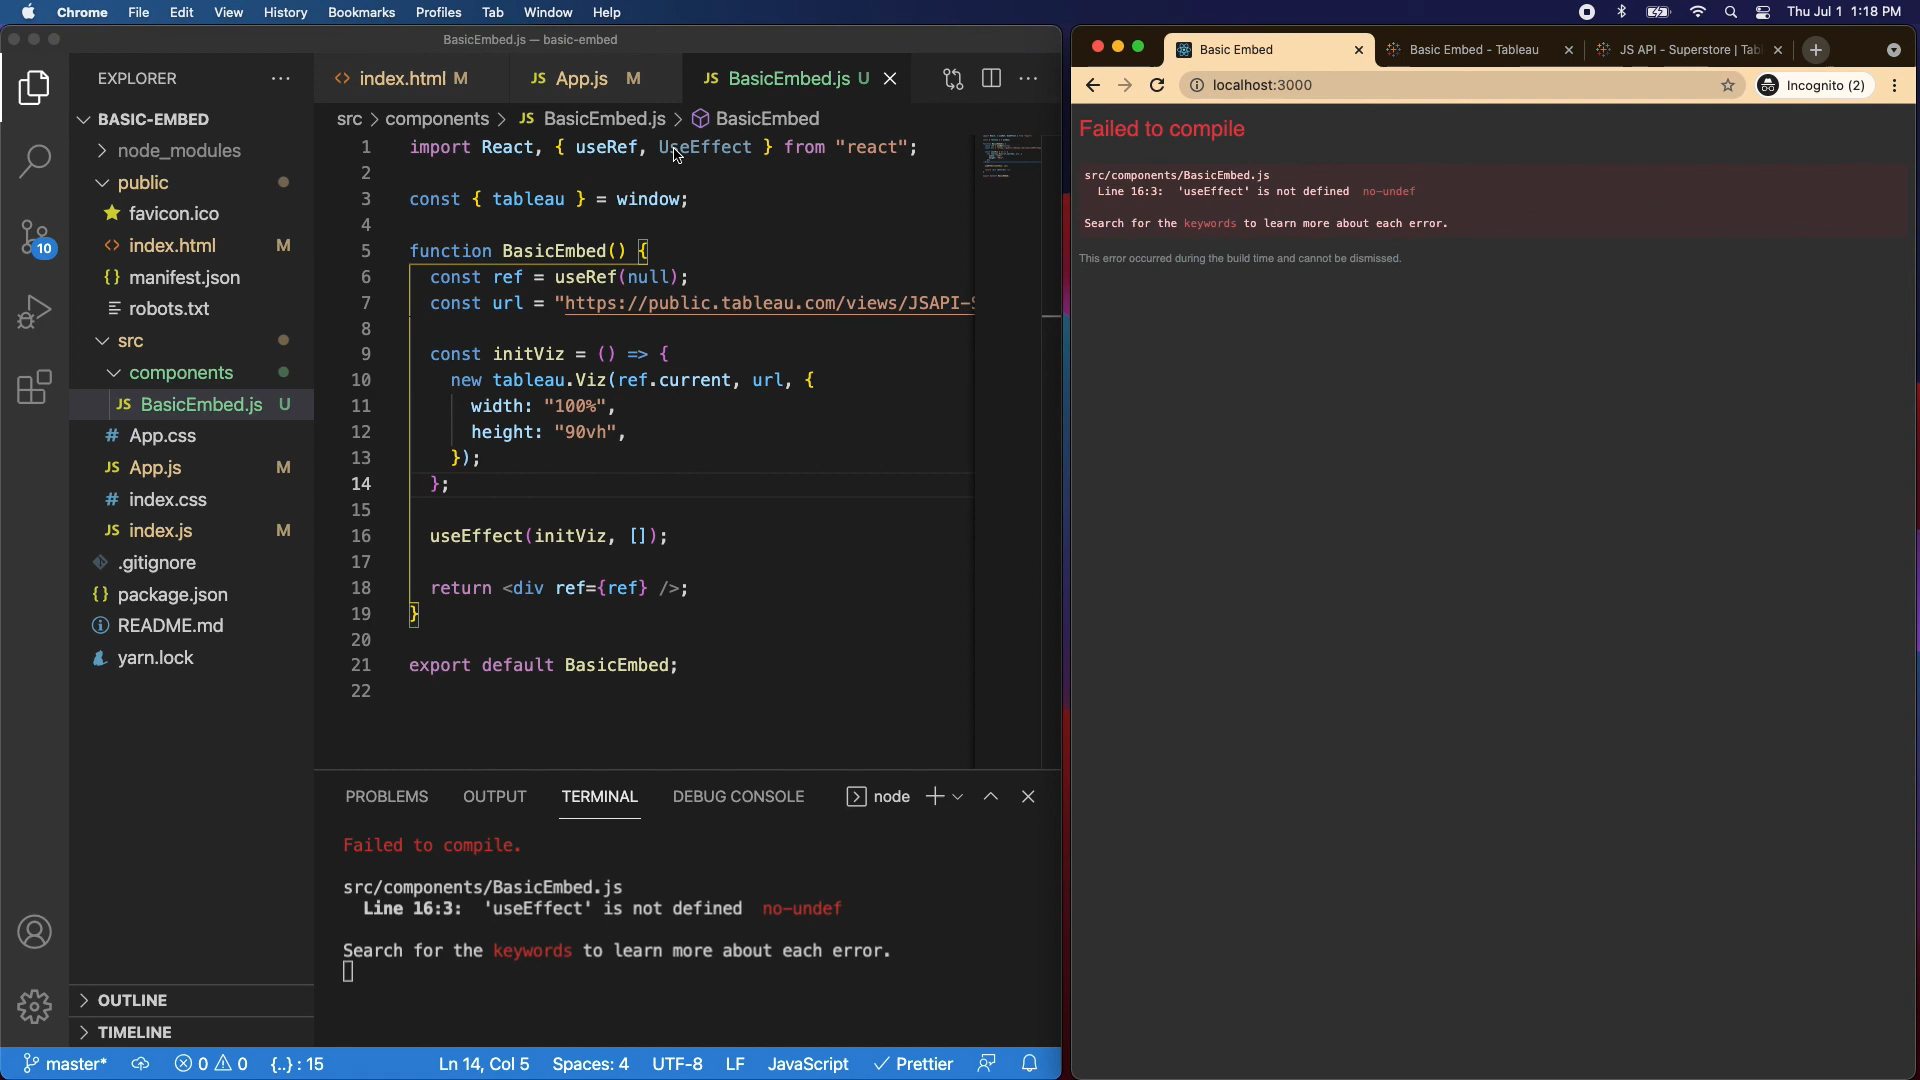 Chrome File Edit View History Bookmarks Profiles Tab Window Help Thu Jul 1 1:18 PM
BasicEmbed.js — basic-embed
EXPLORER
BASIC-EMBED
node_modules
public
favicon.ico
index.html M
manifest.json
robots.txt
src
components
JS BasicEmbed.js U
# App.css
JS App.js M
# index.css
JS index.js M
.gitignore
{} package.json
README.md
yarn.lock
OUTLINE
TIMELINE
10
<> index.html M JS App.js M JS BasicEmbed.js U
src > components > JS BasicEmbed.js > BasicEmbed
1 import React, { useRef, UseEffect } from "react";
2
3 const { tableau } = window;
4
5 function BasicEmbed() {
6 const ref = useRef(null);
7 const url = "https://public.tableau.com/views/JSAPI-S
8
9 const initViz = () => {
10 new tableau.Viz(ref.current, url, {
11 width: "100%",
12 height: "90vh",
13 });
14 };
15
16 useEffect(initViz, []);
17
18 return <div ref={ref} />;
19 }
20
21 export default BasicEmbed;
22
PROBLEMS OUTPUT TERMINAL DEBUG CONSOLE node
Failed to compile.
src/components/BasicEmbed.js
Line 16:3: 'useEffect' is not defined no-undef
Search for the keywords to learn more about each error.
master* 0 0 {..} : 15 Ln 14, Col 5 Spaces: 4 UTF-8 LF JavaScript Prettier
Basic Embed Basic Embed - Tableau JS API - Superstore | Tab
localhost:3000 Incognito (2)
Failed to compile
src/components/BasicEmbed.js
Line 16:3: 'useEffect' is not defined no-undef
Search for the keywords to learn more about each error.
This error occurred during the build time and cannot be dismissed.